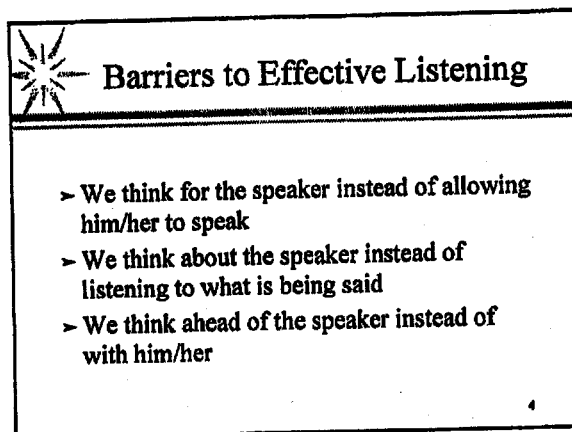 Barriers to Effective Listening
➢ We think for the speaker instead of allowing
him/her to speak
➢ We think about the speaker instead of
listening to what is being said
➢ We think ahead of the speaker instead of
with him/her
4